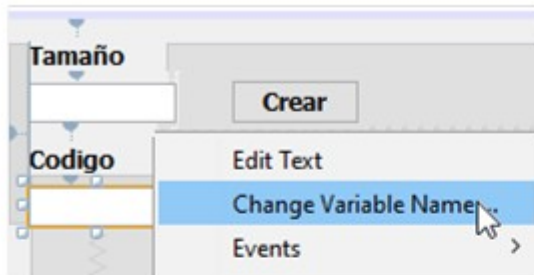 Tamaño
Crear
Codigo
Edit Text
Change Variable Name ...
Events